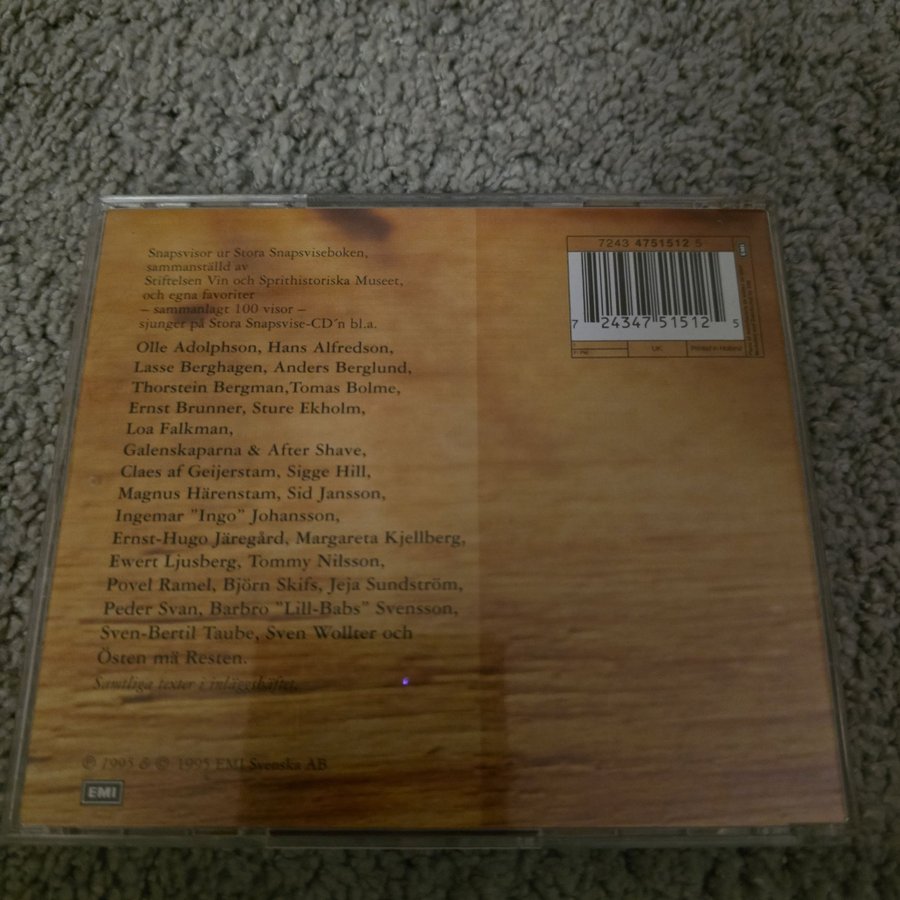 Snapsvisor ur Stora Snapsviseboken,
sammanställd av
Stiftelsen Vin och Sprithistoriska Museet,
och egna favoriter
– sammanlagt 100 visor –
sjunger på Stora Snapsvise-CD´n bl.a.
Olle Adolphson, Hans Alfredson,
Lasse Berghagen, Anders Berglund,
Thorstein Bergman,Tomas Bolme,
Ernst Brunner, Sture Ekholm,
Loa Falkman,
Galenskaparna & After Shave,
Claes af Geijerstam, Sigge Hill,
Magnus Härenstam, Sid Jansson,
Ingemar ”Ingo” Johansson,
Ernst-Hugo Järegård, Margareta Kjellberg,
Ewert Ljusberg, Tommy Nilsson,
Povel Ramel, Björn Skifs, Jeja Sundström,
Peder Svan, Barbro ”Lill-Babs” Svensson,
Sven-Bertil Taube, Sven Wollter och
Östen mä Resten.
Samtliga texter i inläggshäftet.
℗ 1995 & © 1995 EMI Svenska AB
EMI
7243 4751512 5
7 24347 51512 5
UK:
Printed in Holland
EMI